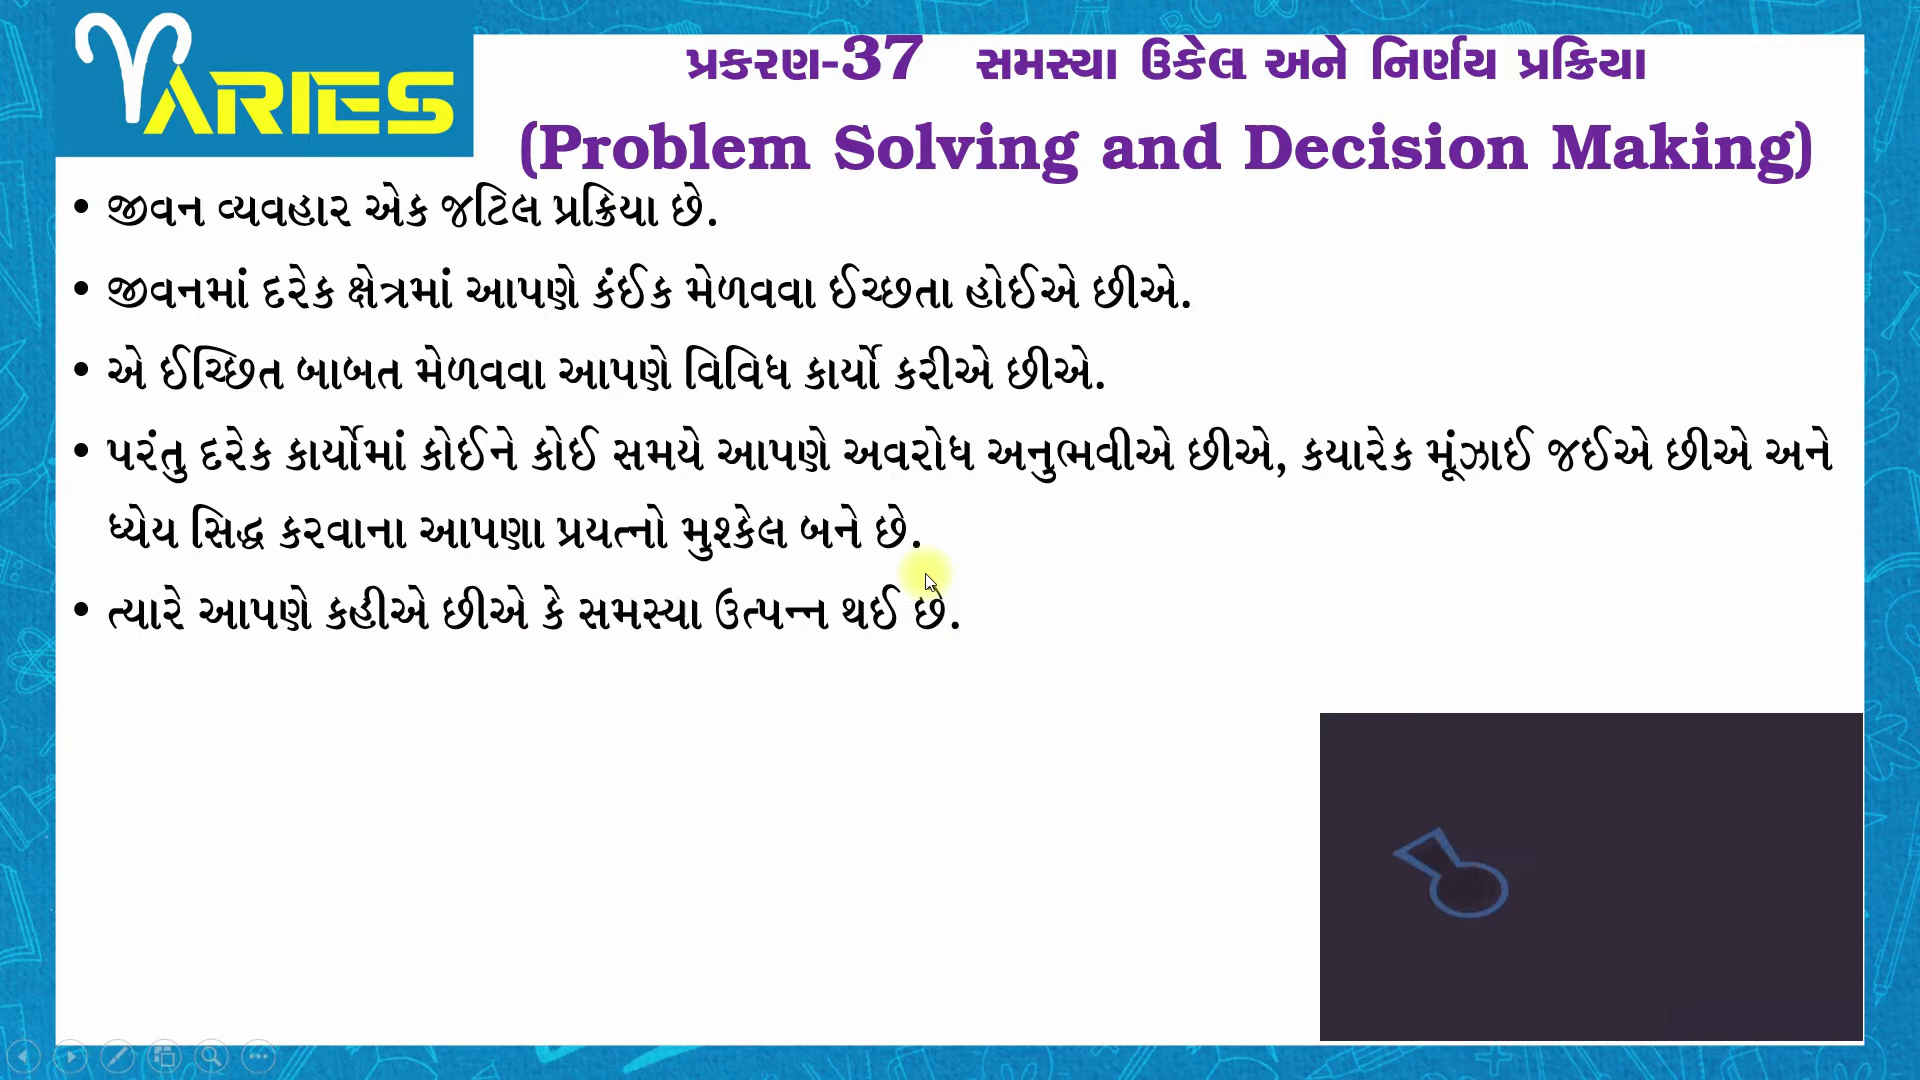 ARIES
પ્રકરણ-37 સમસ્યા ઉકેલ અને નિર્ણય પ્રક્રિયા
(Problem Solving and Decision Making)
• જીવન વ્યવહાર એક જટિલ પ્રક્રિયા છે.
• જીવનમાં દરેક ક્ષેત્રમાં આપણે કંઈક મેળવવા ઈચ્છતા હોઈએ છીએ.
• એ ઈચ્છિત બાબત મેળવવા આપણે વિવિધ કાર્યો કરીએ છીએ.
• પરંતુ દરેક કાર્યોમાં કોઈને કોઈ સમયે આપણે અવરોધ અનુભવીએ છીએ, કયારેક મૂંઝાઈ જઈએ છીએ અને
ધ્યેય સિદ્ધ કરવાના આપણા પ્રયત્નો મુશ્કેલ બને છે.
• ત્યારે આપણે કહીએ છીએ કે સમસ્યા ઉત્પન્ન થઈ છે.